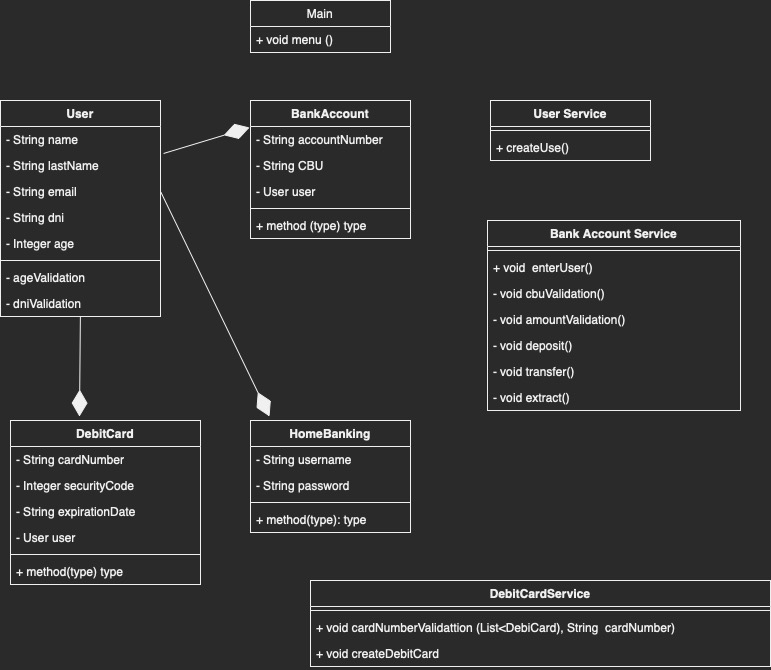 Main
+ void menu ()
User
- String name
- String lastName
- String email
- String dni
- Integer age
- ageValidation
- dniValidation
BankAccount
- String accountNumber
- String CBU
- User user
+ method (type) type
User Service
+ createUse()
Bank Account Service
+ void  enterUser()
- void cbuValidation()
- void amountValidation()
- void deposit()
- void transfer()
- void extract()
DebitCard
- String cardNumber
- Integer securityCode
- String expirationDate
- User user
+ method(type) type
HomeBanking
- String username
- String password
+ method(type): type
DebitCardService
+ void cardNumberValidattion (List<DebiCard), String  cardNumber)
+ void createDebitCard